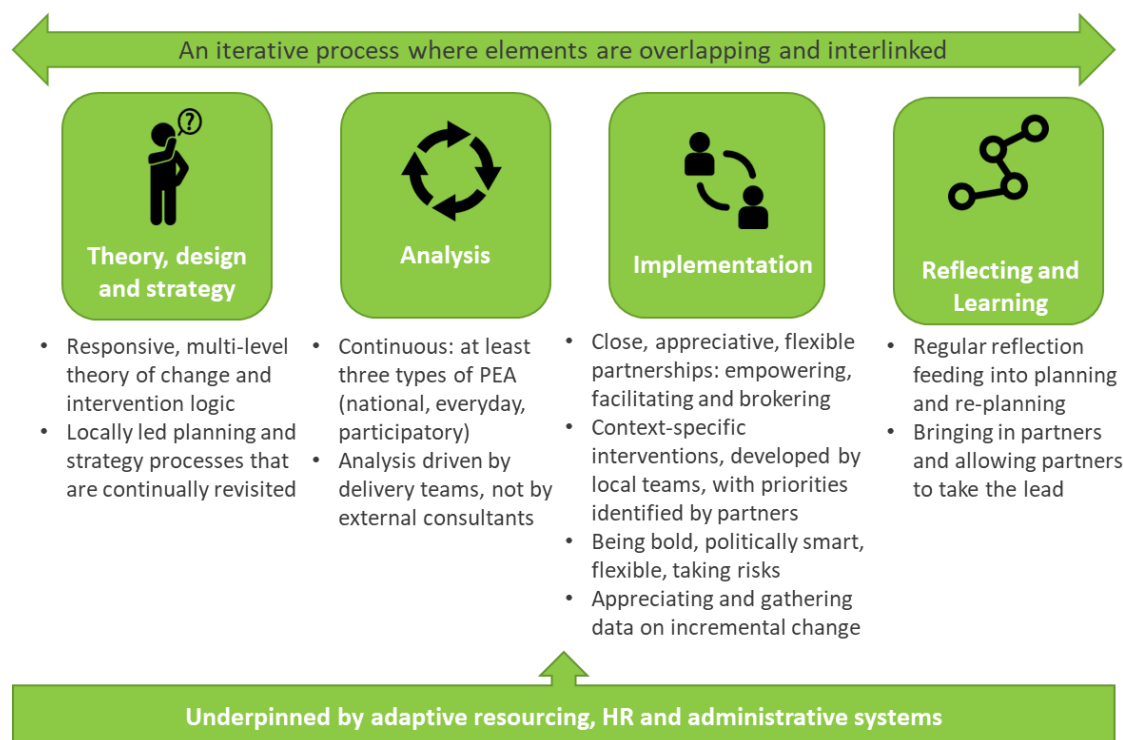 An iterative process where elements are overlapping and interlinked
?
Theory, design
and strategy
• Responsive, multi-level
theory of change and
intervention logic
• Locally led planning and
strategy processes that
are continually revisited
Analysis
• Continuous: at least
three types of PEA
(national, everyday,
participatory)
• Analysis driven by
delivery teams, not by
external consultants
Implementation
• Close, appreciative, flexible
partnerships: empowering,
facilitating and brokering
• Context-specific
interventions, developed by
local teams, with priorities
identified by partners
• Being bold, politically smart,
flexible, taking risks
• Appreciating and gathering
data on incremental change
Reflecting and
Learning
• Regular reflection
feeding into planning
and re-planning
• Bringing in partners
and allowing partners
to take the lead
Underpinned by adaptive resourcing, HR and administrative systems